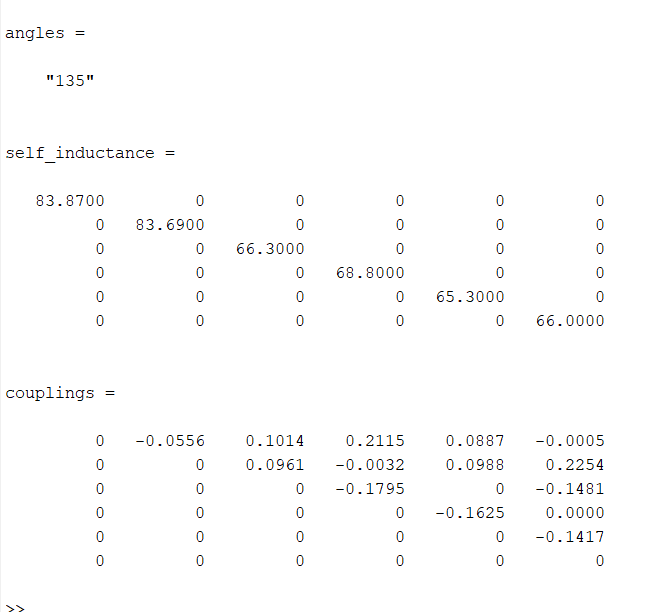 angles =
"135"
self_inductance =
83.8700 0 0 0 0 0
0 83.6900 0 0 0 0
0 0 66.3000 0 0 0
0 0 0 68.8000 0 0
0 0 0 0 65.3000 0
0 0 0 0 0 66.0000
couplings =
0 -0.0556 0.1014 0.2115 0.0887 -0.0005
0 0 0.0961 -0.0032 0.0988 0.2254
0 0 0 -0.1795 0 -0.1481
0 0 0 0 -0.1625 0.0000
0 0 0 0 0 -0.1417
0 0 0 0 0 0
>>